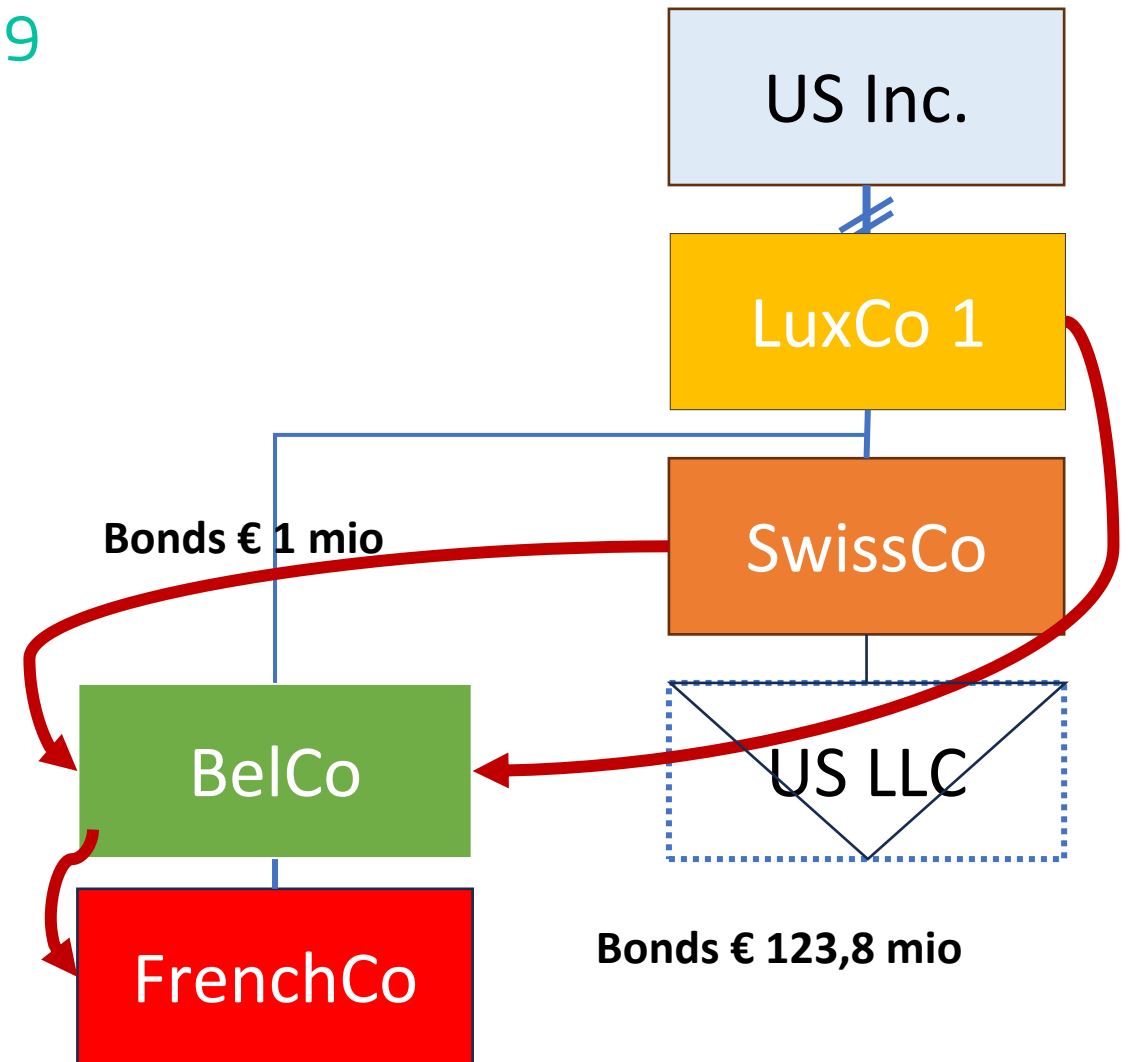 9
US Inc.
LuxCo 1
Bonds € 1 mio
SwissCo
BelCo
US LLC
Bonds € 123,8 mio
FrenchCo